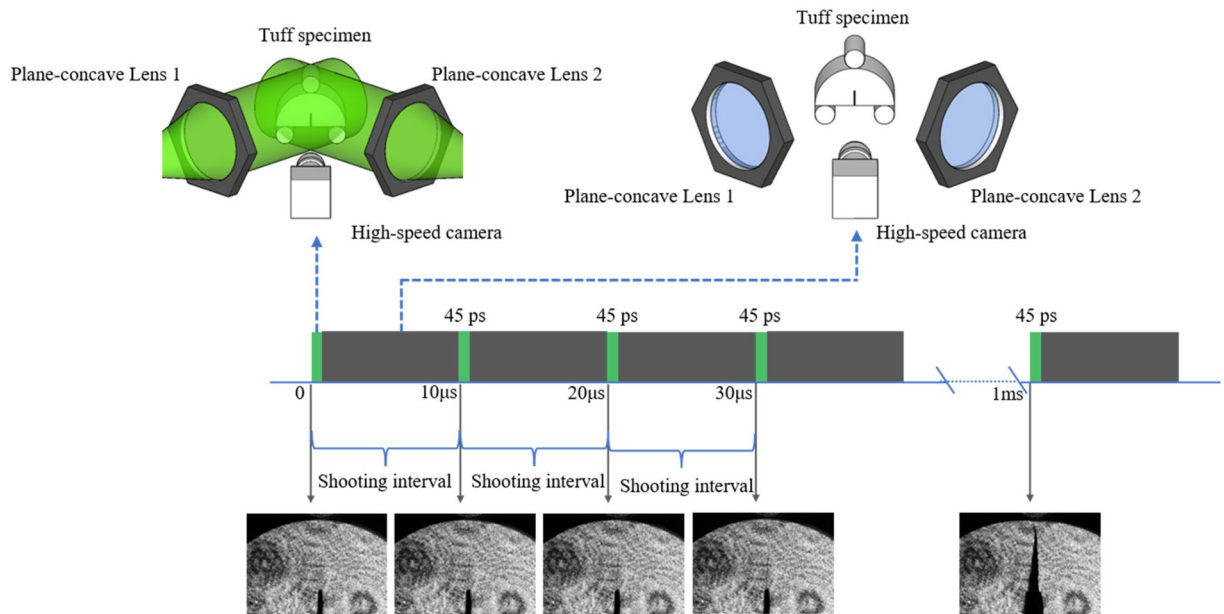 Tuff specimen
Plane-concave Lens 1
Plane-concave Lens 2
High-speed camera
Tuff specimen
Plane-concave Lens 1
Plane-concave Lens 2
High-speed camera
45 ps
45 ps
45 ps
45 ps
0
10μs
20μs
30μs
1ms
Shooting interval
Shooting interval
Shooting interval